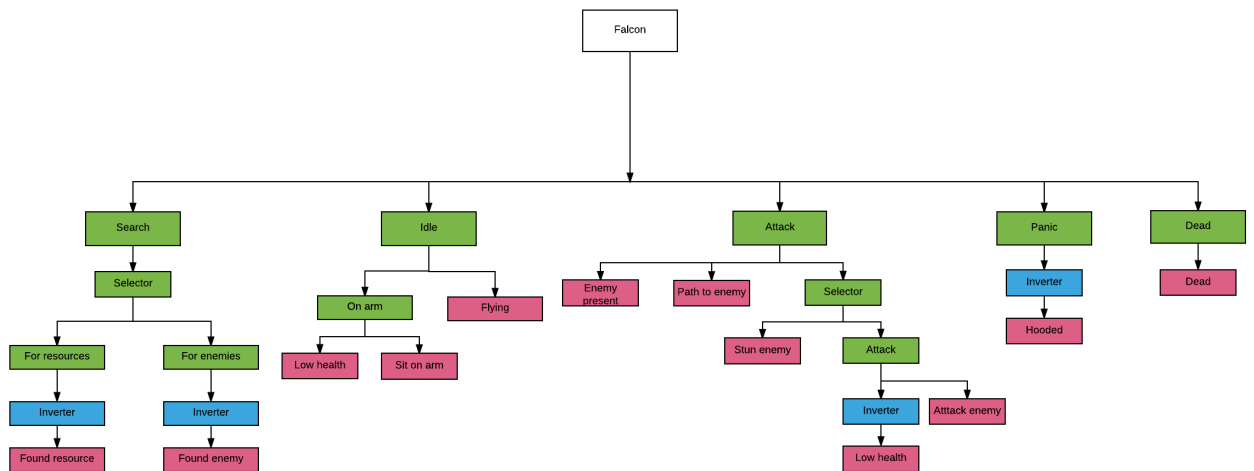 Falcon
Search
Idle
Attack
Panic
Dead
Selector
Enemy
present
Path to enemy
Selector
Inverter
Dead
On arm
Flying
Hooded
For resources
For enemies
Low health
Sit on arm
Stun enemy
Attack
Inverter
Inverter
Inverter
Atttack enemy
Found resource
Found enemy
Low health